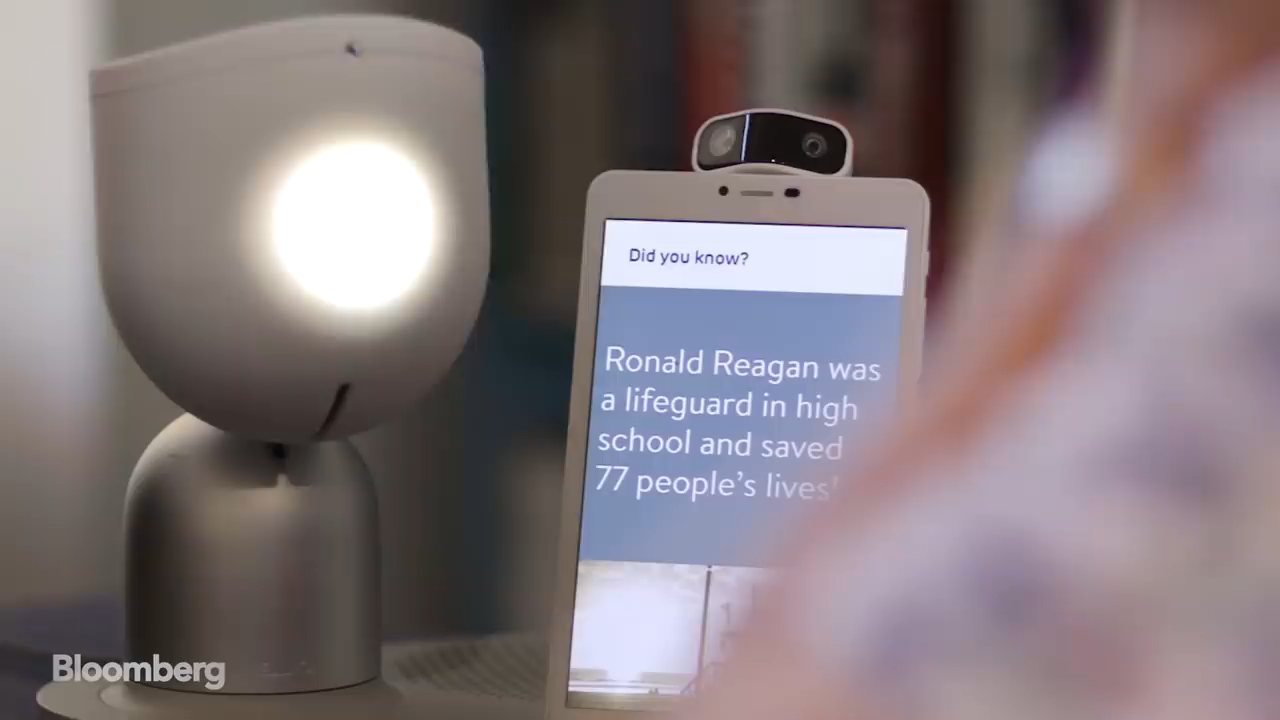 Did you know?
Ronald Reagan was
a lifeguard in high
school and saved
77 people's lives!
Bloomberg